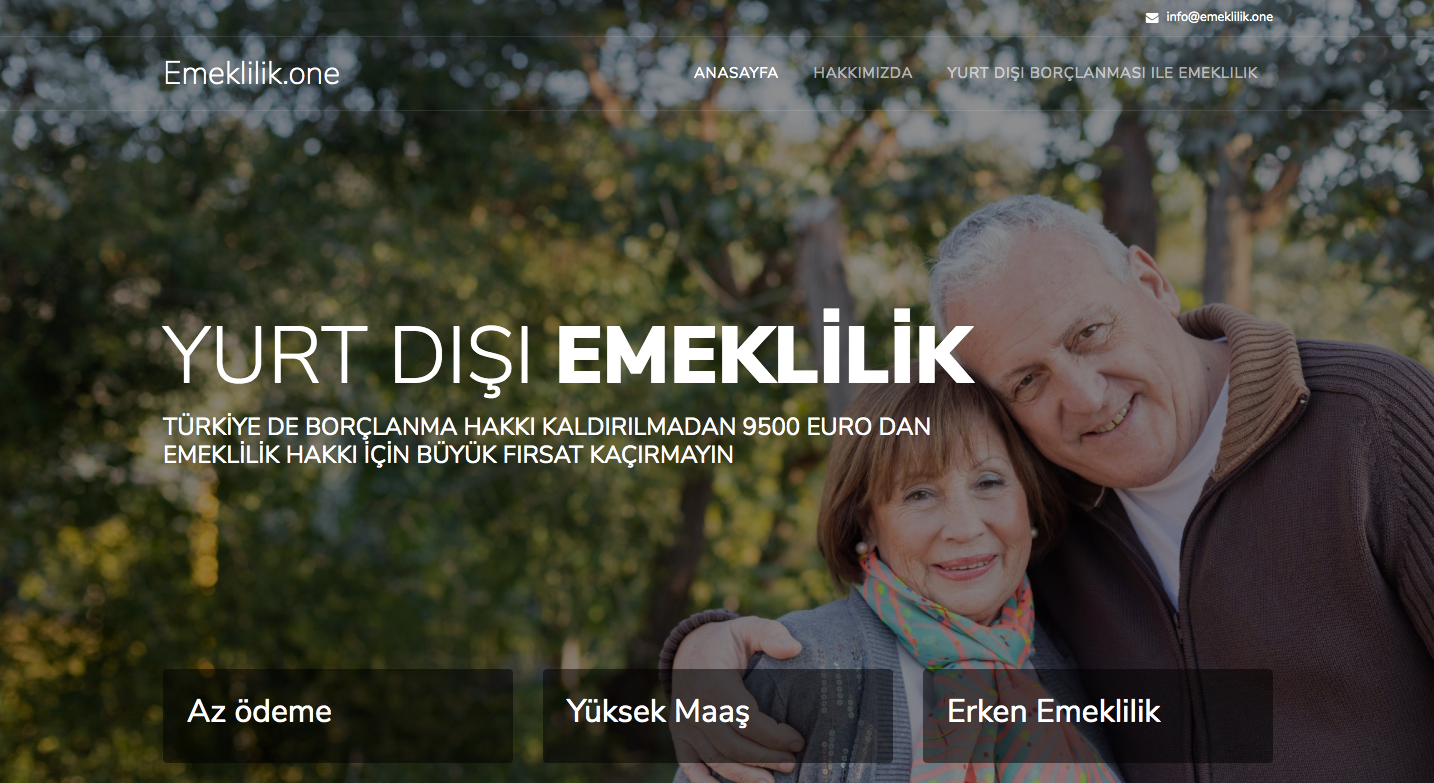 info@emeklilik.one
Emeklilik.one
ANASAYFA HAKKIMIZDA YURT DIŞI BORÇLANMASI ILE EMEKLILIK
YURT DIŞI EMEKLİLİK
TÜRKİYE DE BORÇLANMA HAKKI KALDIRILMADAN 9500 EURO DAN
EMEKLİLİK HAKKI İÇİN BÜYÜK FIRSAT KAÇIRMAYIN
Az ödeme
Yüksek Maaş
Erken Emeklilik